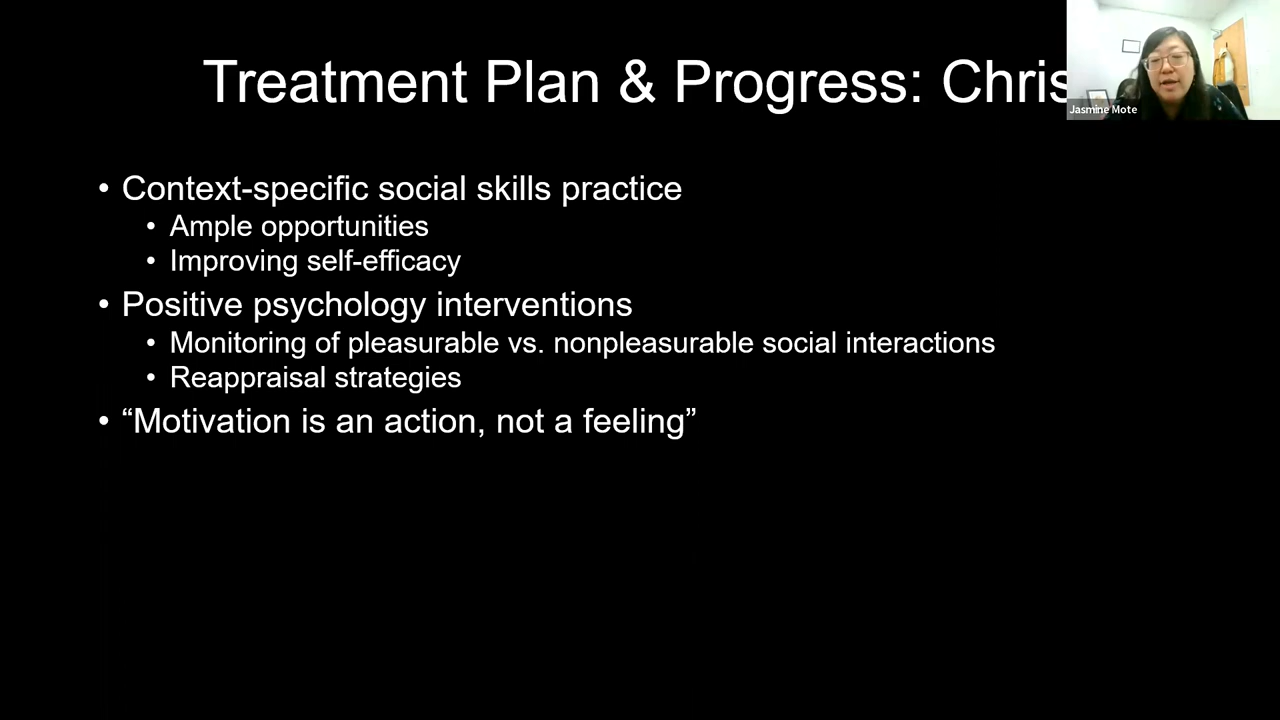 Treatment Plan & Progress: Chris
Jasmine Mote
• Context-specific social skills practice
• Ample opportunities
• Improving self-efficacy
• Positive psychology interventions
• Monitoring of pleasurable vs. nonpleasurable social interactions
• Reappraisal strategies
• “Motivation is an action, not a feeling”